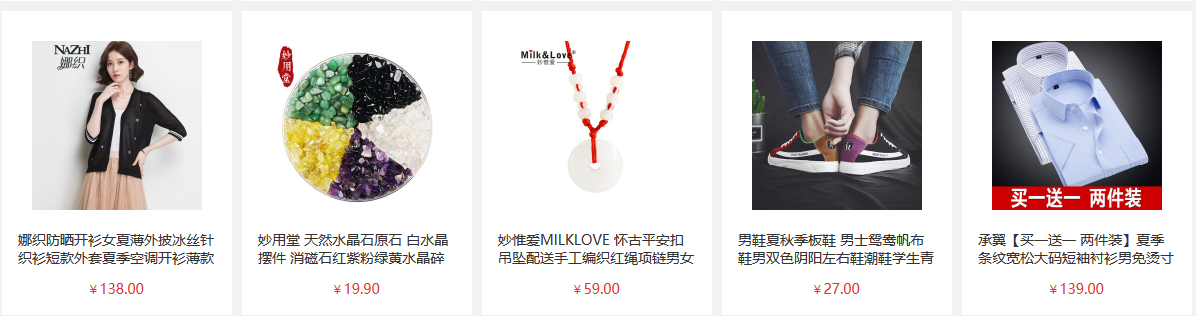 NAZHI
娜织
娜织防晒开衫女夏薄外披冰丝针
织衫短款外套夏季空调开衫薄款
￥138.00
妙用堂
妙用堂 天然水晶石原石 白水晶
摆件 消磁石红紫粉绿黄水晶碎
￥19.90
Milk&Love®
妙惟爱
妙惟爱MILKLOVE 怀古平安扣
吊坠配送手工编织红绳项链男女
￥59.00
男鞋夏秋季板鞋 男士鸳鸯帆布
鞋男双色阴阳左右鞋潮鞋学生青
￥27.00
买一送一 两件装
承翼【买一送一 两件装】夏季
条纹宽松大码短袖衬衫男免烫寸
￥139.00